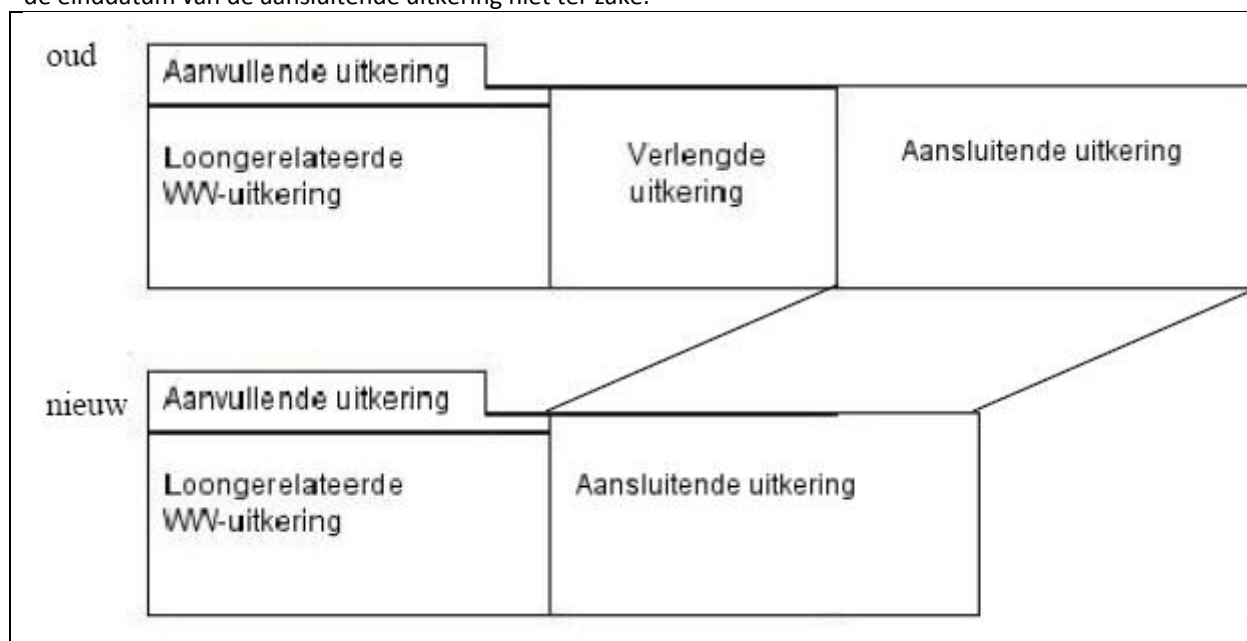 de einddatum van de aansluitende uitkering niet ter zake.
oud
Aanvullende uitkering
Loongerelateerde
WW-uitkering
Verlengde
uitkering
Aansluitende uitkering
nieuw
Aanvullende uitkering
Loongerelateerde
WW-uitkering
Aansluitende uitkering